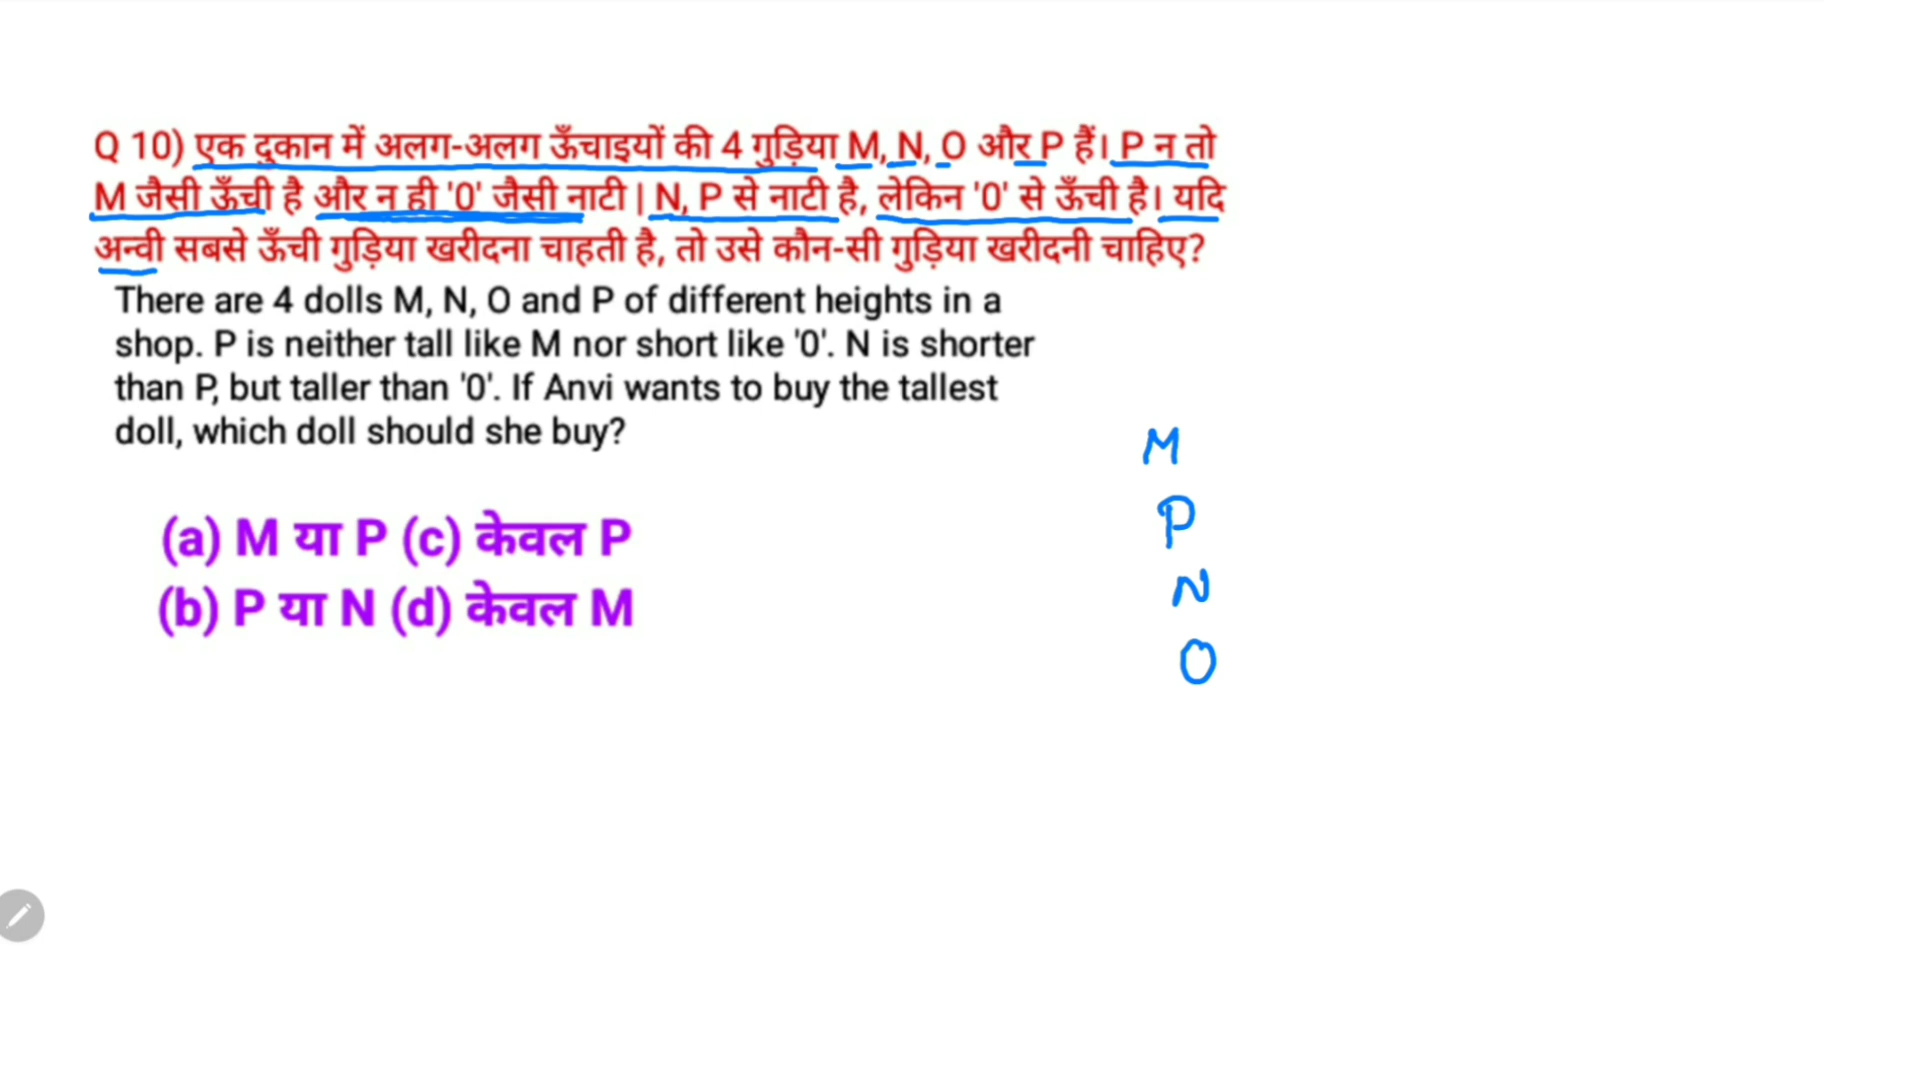 Q 10) एक दुकान में अलग-अलग ऊँचाइयों की 4 गुड़िया M, N, O और P हैं। P न तो
M जैसी ऊँची है और न ही '0' जैसी नाटी | N, P से नाटी है, लेकिन '0' से ऊँची है। यदि
अन्वी सबसे ऊँची गुड़िया खरीदना चाहती है, तो उसे कौन-सी गुड़िया खरीदनी चाहिए?
There are 4 dolls M, N, O and P of different heights in a
shop. P is neither tall like M nor short like '0'. N is shorter
than P, but taller than '0'. If Anvi wants to buy the tallest
doll, which doll should she buy?
(a) M या P (c) केवल P
(b) P या N (d) केवल M
M
P
N
O